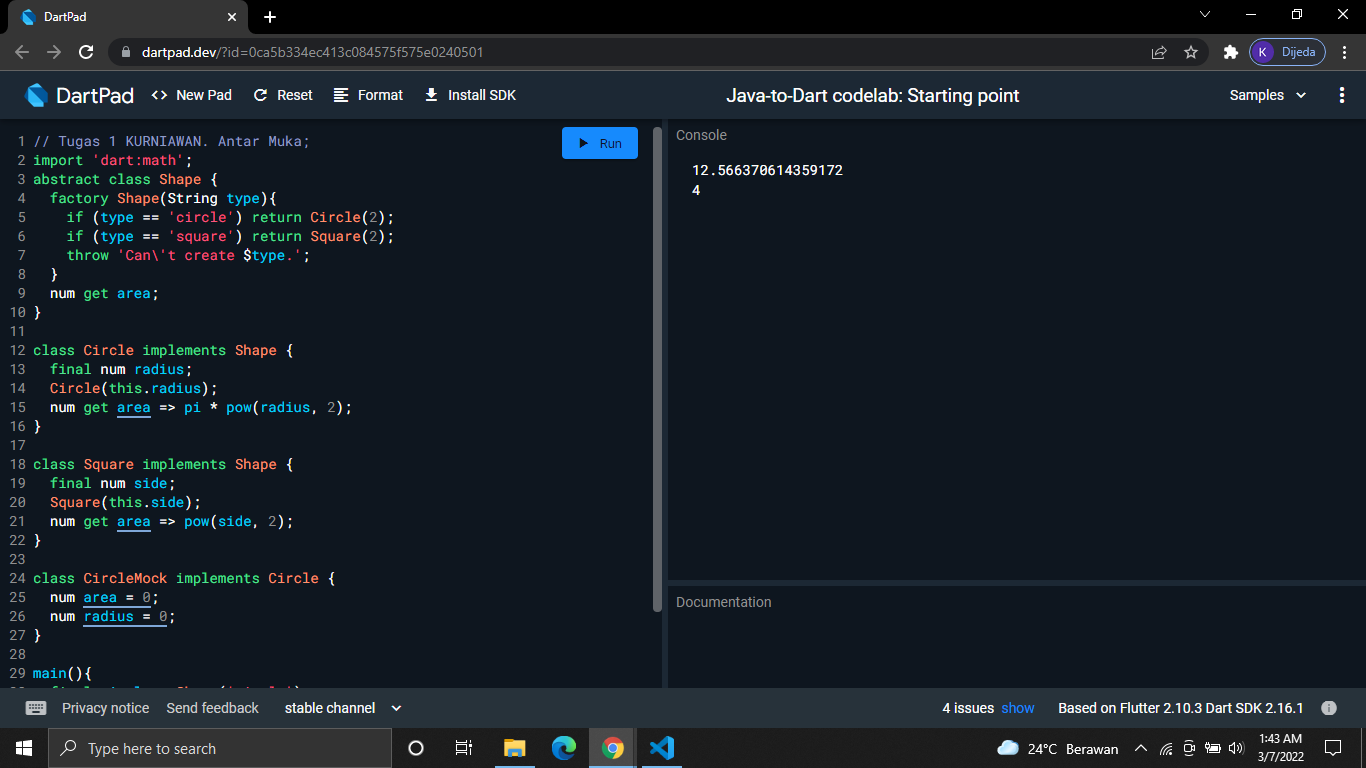 DartPad
dartpad.dev/?id=0ca5b334ec413c084575f575e0240501
K Dijeda
DartPad <> New Pad Reset Format Install SDK Java-to-Dart codelab: Starting point Samples
1 // Tugas 1 KURNIAWAN. Antar Muka;
2 import 'dart:math';
3 abstract class Shape {
4 factory Shape(String type){
5 if (type == 'circle') return Circle(2);
6 if (type == 'square') return Square(2);
7 throw 'Can\'t create $type.';
8 }
9 num get area;
10 }
11
12 class Circle implements Shape {
13 final num radius;
14 Circle(this.radius);
15 num get area => pi * pow(radius, 2);
16 }
17
18 class Square implements Shape {
19 final num side;
20 Square(this.side);
21 num get area => pow(side, 2);
22 }
23
24 class CircleMock implements Circle {
25 num area = 0;
26 num radius = 0;
27 }
28
29 main(){
Run
Console
12.566370614359172
4
Documentation
Privacy notice Send feedback stable channel 4 issues show Based on Flutter 2.10.3 Dart SDK 2.16.1
Type here to search
24°C Berawan
1:43 AM
3/7/2022